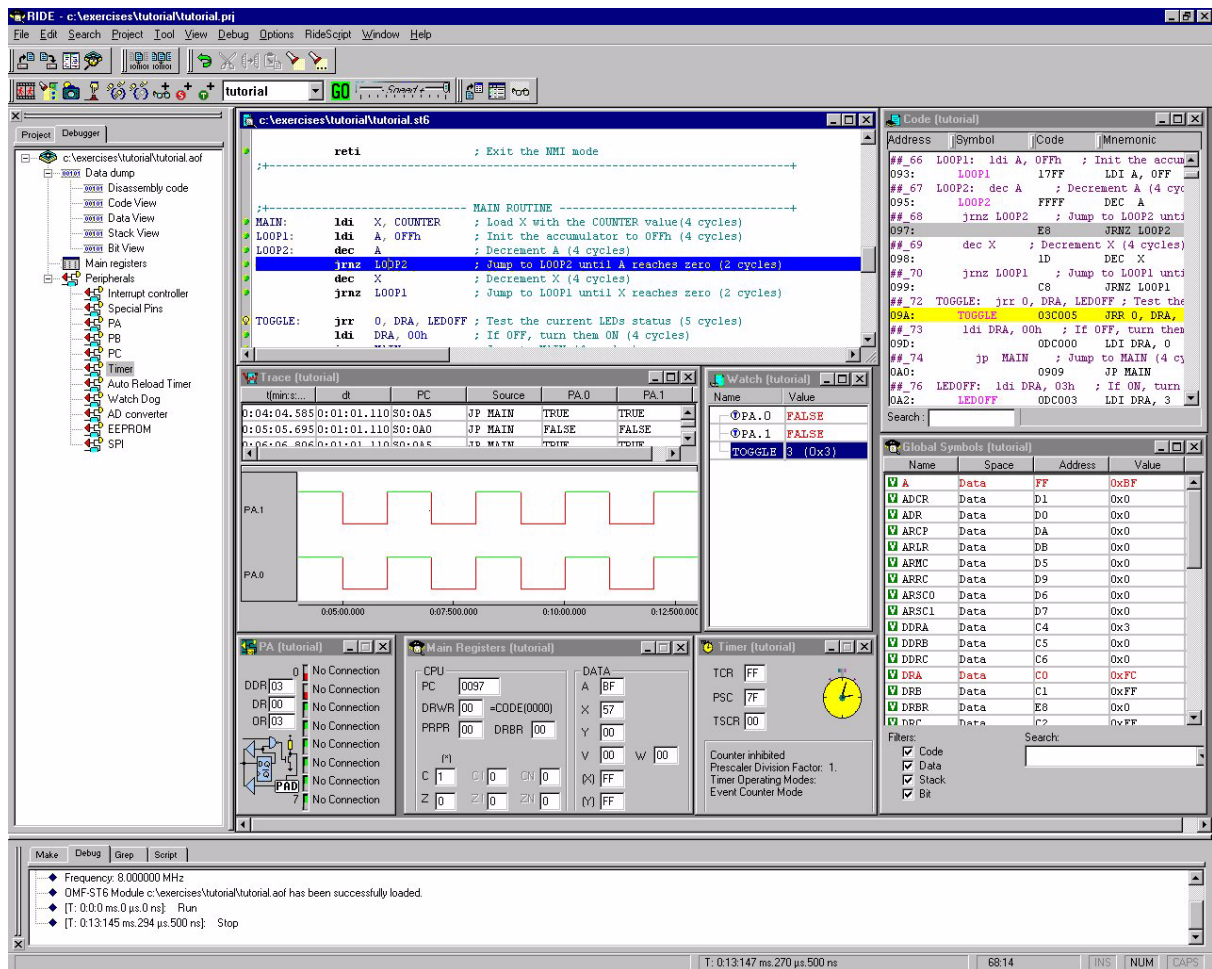 RIDE - c:\exercises\tutorial\tutorial.prj
File Edit Search Project Tool View Debug Options RideScript Window Help
tutorial GO Speed
Project Debugger
c:\exercises\tutorial\tutorial.aof
Data dump
Disassembly code
Code View
Data View
Stack View
Bit View
Main registers
Peripherals
Interrupt controller
Special Pins
PA
PB
PC
Timer
Auto Reload Timer
Watch Dog
AD converter
EEPROM
SPI
c:\exercises\tutorial\tutorial.st6
reti ; Exit the NMI mode
;+----------------------------------------------------------------------+
;+--------------------------- MAIN ROUTINE ---------------------------+
MAIN: ldi X, COUNTER ; Load X with the COUNTER value(4 cycles)
LOOP1: ldi A, 0FFh ; Init the accumulator to 0FFh (4 cycles)
LOOP2: dec A ; Decrement A (4 cycles)
jrnz LOOP2 ; Jump to LOOP2 until A reaches zero (2 cycles)
dec X ; Decrement X (4 cycles)
jrnz LOOP1 ; Jump to LOOP1 until X reaches zero (2 cycles)
TOGGLE: jrr 0, DRA, LEDOFF ; Test the current LEDs status (5 cycles)
ldi DRA, 00h ; If OFF, turn them ON (4 cycles)
Code (tutorial)
Address Symbol Code Mnemonic
##_66 LOOP1: ldi A, 0FFh ; Init the accum
093: LOOP1 17FF LDI A, 0FF
##_67 LOOP2: dec A ; Decrement A (4 cyc
095: LOOP2 FFFF DEC A
##_68 jrnz LOOP2 ; Jump to LOOP2 unti
097: E8 JRNZ LOOP2
##_69 dec X ; Decrement X (4 cycles)
098: 1D DEC X
##_70 jrnz LOOP1 ; Jump to LOOP1 unti
099: C8 JRNZ LOOP1
##_72 TOGGLE: jrr 0, DRA, LEDOFF ; Test the
09A: TOGGLE 03C005 JRR 0, DRA,
##_73 ldi DRA, 00h ; If OFF, turn them
09D: 0DC000 LDI DRA, 0
##_74 jp MAIN ; Jump to MAIN (4 cy
0A0: 0909 JP MAIN
##_76 LEDOFF: ldi DRA, 03h ; If ON, turn
0A2: LEDOFF 0DC003 LDI DRA, 3
Search :
Trace (tutorial)
t(min:s:... dt PC Source PA.0 PA.1
0:04:04.585 0:01:01.110 S0:0A5 JP MAIN TRUE TRUE
0:05:05.695 0:01:01.110 S0:0A0 JP MAIN FALSE FALSE
0:06:06.806 0:01:01.110 S0:0A5 JP MAIN TRUE TRUE
PA.1
PA.0
0:05:00.000 0:07:500.000 0:10:00.000 0:12:500.000
Watch (tutorial)
Name Value
PA.0 FALSE
PA.1 FALSE
TOGGLE 3 (0x3)
Global Symbols (tutorial)
Name Space Address Value
A Data FF 0xBF
ADCR Data D1 0x0
ADR Data D0 0x0
ARCP Data DA 0x0
ARLR Data DB 0x0
ARMC Data D5 0x0
ARRC Data D9 0x0
ARSC0 Data D6 0x0
ARSC1 Data D7 0x0
DDRA Data C4 0x3
DDRB Data C5 0x0
DDRC Data C6 0x0
DRA Data C0 0xFC
DRB Data C1 0xFF
DRBR Data E8 0x0
DRC Data C2 0xFF
Filters: Search:
Code
Data
Stack
Bit
PA (tutorial)
0 No Connection
DDR 03 No Connection
DR 00 No Connection
OR 03 No Connection
No Connection
No Connection
PAD No Connection
7 No Connection
Main Registers (tutorial)
CPU DATA
PC 0097 A BF
DRWR 00 =CODE(0000) X 57
PRPR 00 DRBR 00 Y 00
(*) V 00 W 00
C 1 CI 0 CN 0 (X) FF
Z 0 ZI 0 ZN 0 (Y) FF
Timer (tutorial)
TCR FF
PSC 7F
TSCR 00
Counter inhibited
Prescaler Division Factor: 1.
Timer Operating Modes:
Event Counter Mode
Make Debug Grep Script
Frequency: 8.000000 MHz
OMF-ST6 Module c:\exercises\tutorial\tutorial.aof has been successfully loaded.
[T: 0:0:0 ms.0 µs.0 ns]: Run
[T: 0:13:145 ms.294 µs.500 ns]: Stop
T: 0:13:147 ms.270 µs.500 ns 68:14 INS NUM CAPS